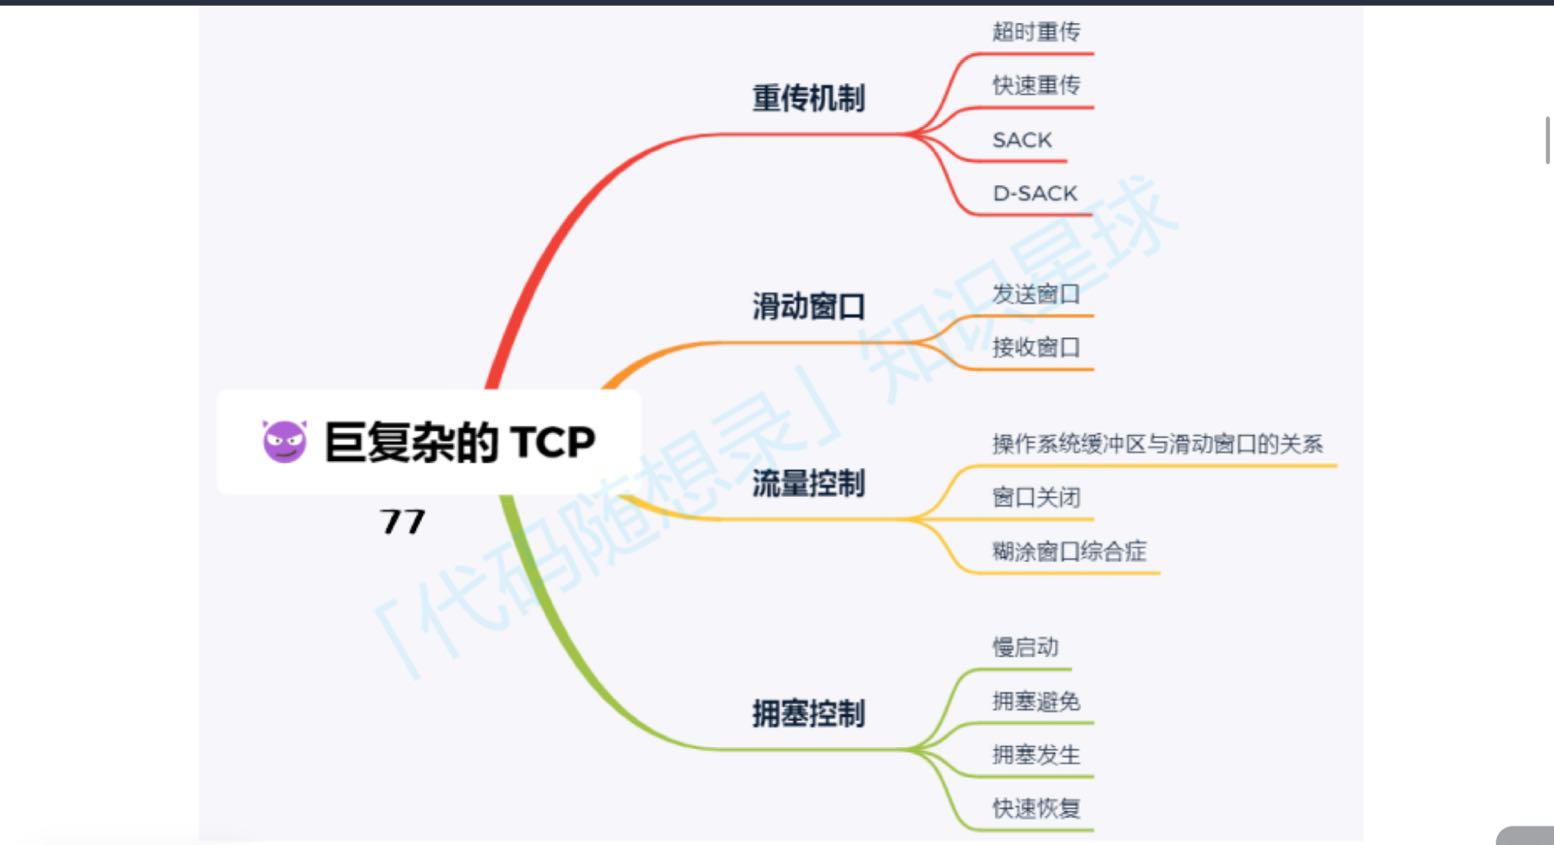 超时重传
重传机制
快速重传
SACK
D-SACK
滑动窗口
发送窗口
接收窗口
巨复杂的 TCP
77
流量控制
操作系统缓冲区与滑动窗口的关系
窗口关闭
糊涂窗口综合症
拥塞控制
慢启动
拥塞避免
拥塞发生
快速恢复
「代码随想录」知识星球